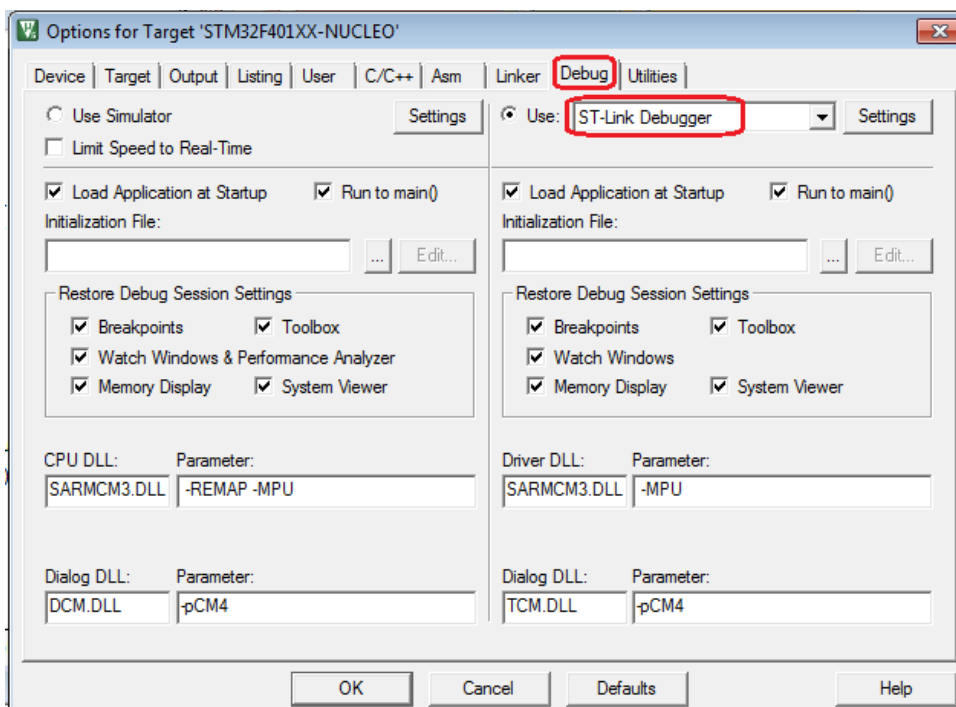 Options for Target 'STM32F401XX-NUCLEO'
Device Target Output Listing User C/C++ Asm Linker Debug Utilities
Use Simulator Settings
Limit Speed to Real-Time
Use: ST-Link Debugger Settings
Load Application at Startup Run to main()
Initialization File:
... Edit...
Restore Debug Session Settings
Breakpoints Toolbox
Watch Windows & Performance Analyzer
Memory Display System Viewer
Load Application at Startup Run to main()
Initialization File:
... Edit...
Restore Debug Session Settings
Breakpoints Toolbox
Watch Windows
Memory Display System Viewer
CPU DLL: Parameter:
SARMCM3.DLL -REMAP -MPU
Driver DLL: Parameter:
SARMCM3.DLL -MPU
Dialog DLL: Parameter:
DCM.DLL -pCM4
Dialog DLL: Parameter:
TCM.DLL -pCM4
OK Cancel Defaults Help